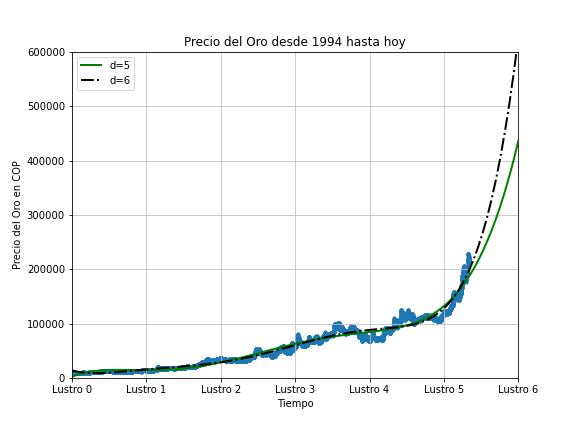 Precio del Oro desde 1994 hasta hoy
600000
500000
400000
300000
200000
100000
0
Precio del Oro en COP
d=5
d=6
Lustro 0 Lustro 1 Lustro 2 Lustro 3 Lustro 4 Lustro 5 Lustro 6
Tiempo